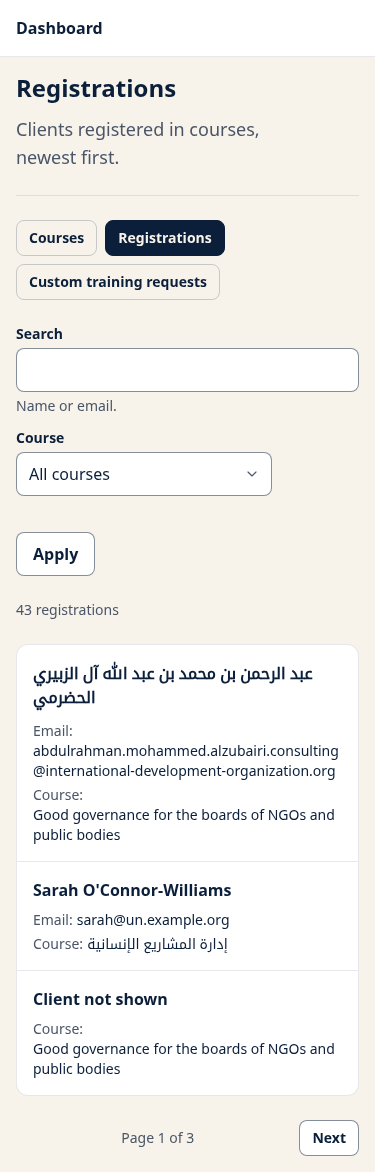 Dashboard
Registrations
Clients registered in courses,
newest first.
Courses
Registrations
Custom training requests
Search
Name or email.
Course
All courses
Apply
43 registrations
عبد الرحمن بن محمد بن عبد الله آل الزبيري
الحضرمي
Email:
abdulrahman.mohammed.alzubairi.consulting
@international-development-organization.org
Course:
Good governance for the boards of NGOs and
public bodies
Sarah O'Connor-Williams
Email: sarah@un.example.org
Course: إدارة المشاريع الإنسانية
Client not shown
Course:
Good governance for the boards of NGOs and
public bodies
Page 1 of 3
Next